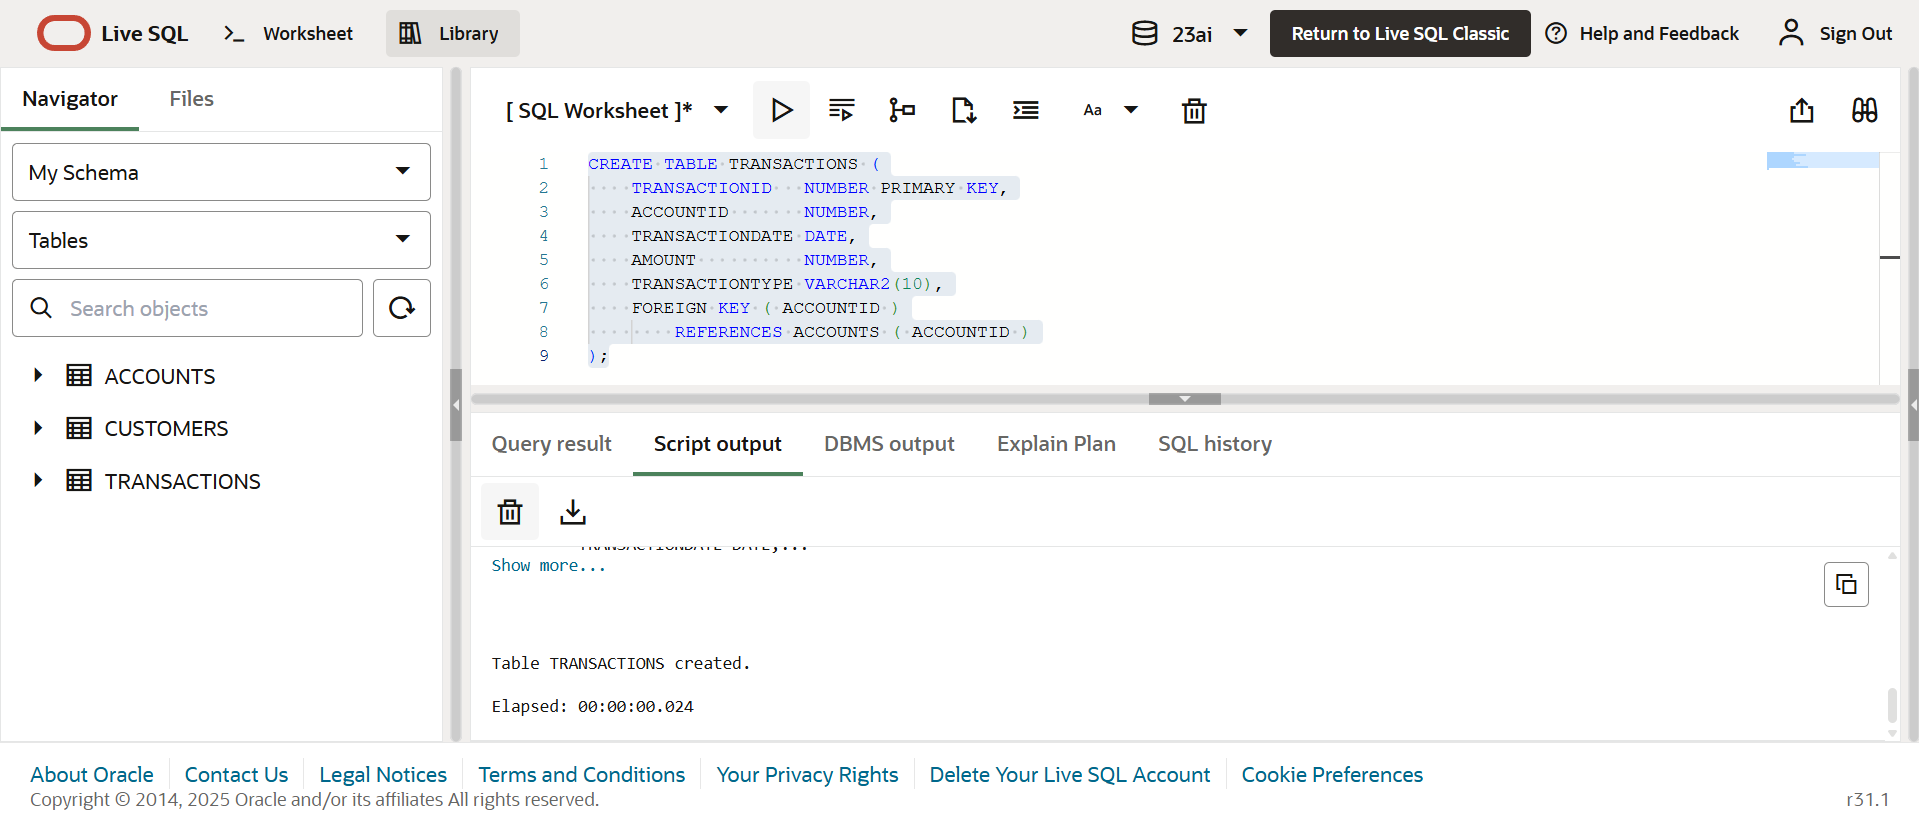 Live SQL
Worksheet
Library
23ai
Return to Live SQL Classic
Help and Feedback
Sign Out
Navigator
Files
My Schema
Tables
Search objects
ACCOUNTS
CUSTOMERS
TRANSACTIONS
[ SQL Worksheet ]*
Aa
1 CREATE TABLE TRANSACTIONS (
2     TRANSACTIONID   NUMBER PRIMARY KEY,
3     ACCOUNTID       NUMBER,
4     TRANSACTIONDATE DATE,
5     AMOUNT          NUMBER,
6     TRANSACTIONTYPE VARCHAR2(10),
7     FOREIGN KEY ( ACCOUNTID )
8         REFERENCES ACCOUNTS ( ACCOUNTID )
9 );
Query result
Script output
DBMS output
Explain Plan
SQL history
TRANSACTIONDATE DATE,...
Show more...
Table TRANSACTIONS created.
Elapsed: 00:00:00.024
About Oracle
Contact Us
Legal Notices
Terms and Conditions
Your Privacy Rights
Delete Your Live SQL Account
Cookie Preferences
Copyright © 2014, 2025 Oracle and/or its affiliates All rights reserved.
r31.1